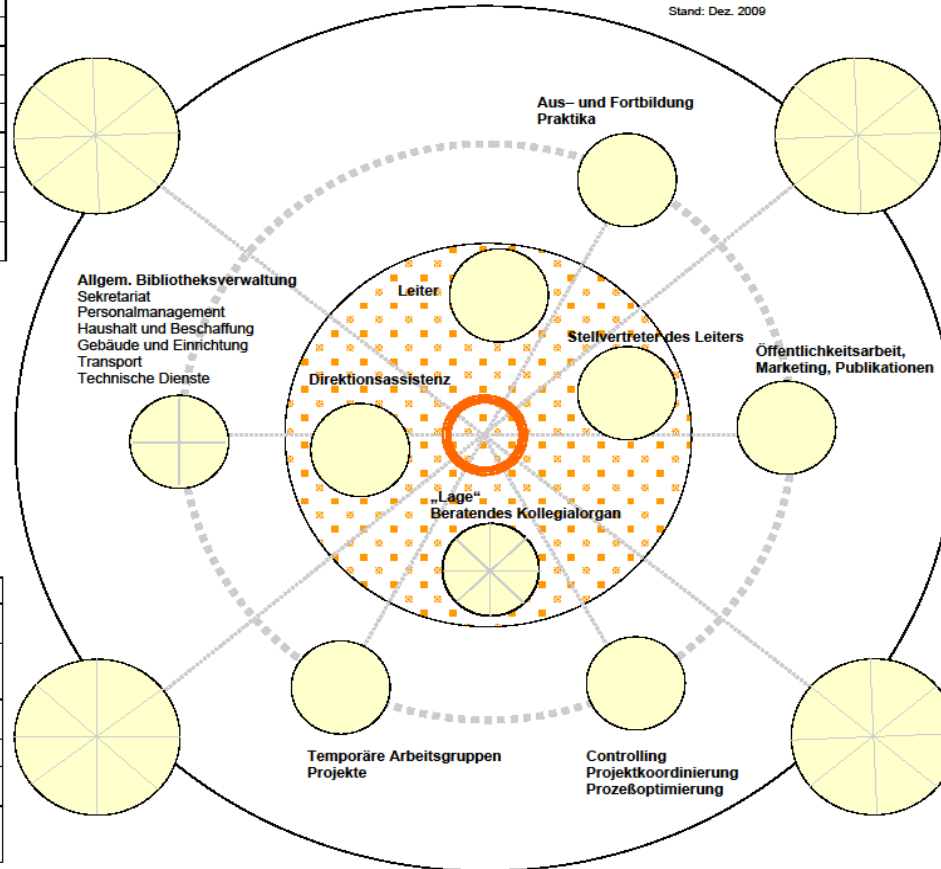 Stand: Dez. 2009
Aus– und Fortbildung
Praktika
Allgem. Bibliotheksverwaltung
Sekretariat
Personalmanagement
Haushalt und Beschaffung
Gebäude und Einrichtung
Transport
Technische Dienste
Leiter
Stellvertreter des Leiters
Öffentlichkeitsarbeit,
Marketing, Publikationen
Direktionsassistenz
„Lage“
Beratendes Kollegialorgan
Temporäre Arbeitsgruppen
Projekte
Controlling
Projektkoordinierung
Prozeßoptimierung